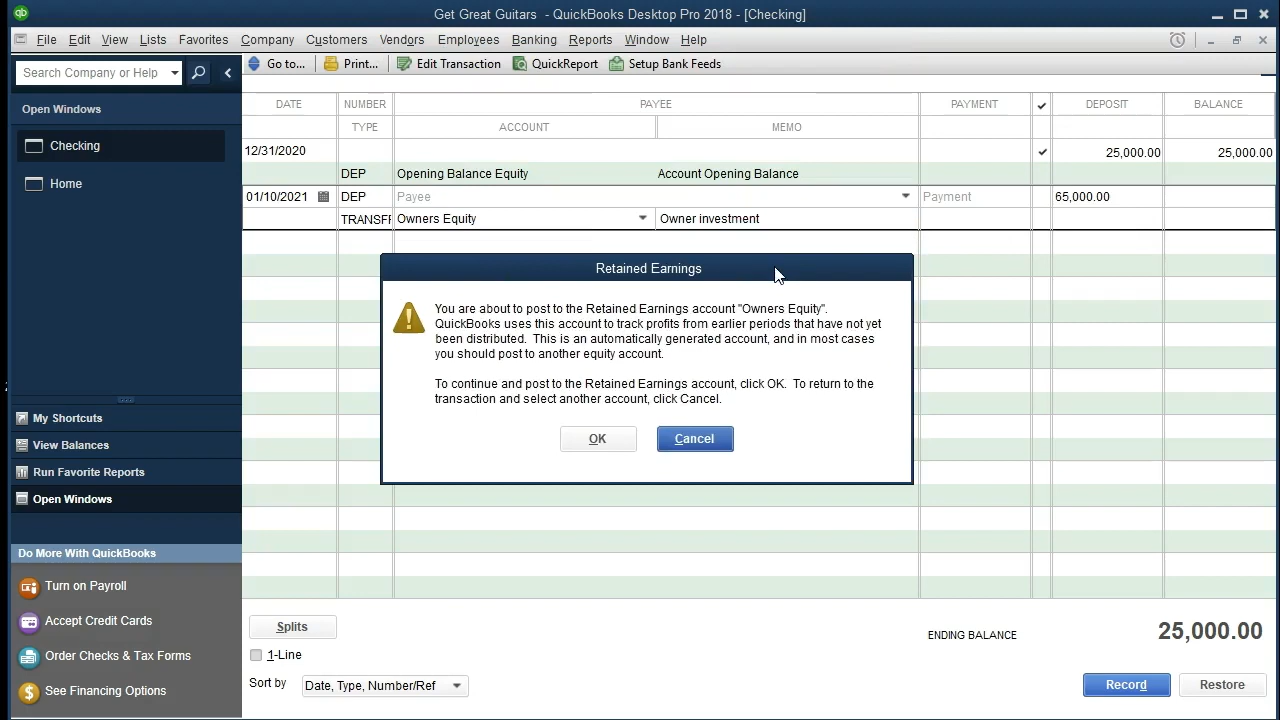 qb
Get Great Guitars - QuickBooks Desktop Pro 2018 - [Checking]
File Edit View Lists Favorites Company Customers Vendors Employees Banking Reports Window Help
Search Company or Help
Go to... Print... Edit Transaction QuickReport Setup Bank Feeds
Open Windows
Checking
Home
My Shortcuts
View Balances
Run Favorite Reports
Open Windows
Do More With QuickBooks
Turn on Payroll
Accept Credit Cards
Order Checks & Tax Forms
See Financing Options
DATE NUMBER PAYEE PAYMENT ✓ DEPOSIT BALANCE
TYPE ACCOUNT MEMO
12/31/2020 ✓ 25,000.00 25,000.00
DEP Opening Balance Equity Account Opening Balance
01/10/2021 DEP Payee Payment 65,000.00
TRANSFR Owners Equity Owner investment
Retained Earnings
You are about to post to the Retained Earnings account "Owners Equity".
QuickBooks uses this account to track profits from earlier periods that have not yet
been distributed. This is an automatically generated account, and in most cases
you should post to another equity account.
To continue and post to the Retained Earnings account, click OK. To return to the
transaction and select another account, click Cancel.
OK Cancel
Splits
1-Line
Sort by Date, Type, Number/Ref
ENDING BALANCE 25,000.00
Record Restore